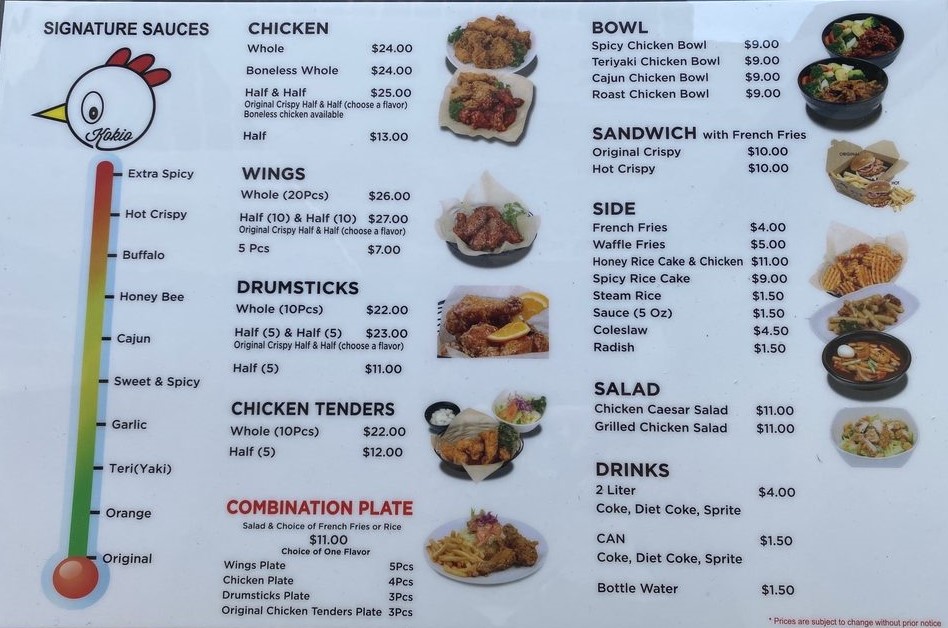 SIGNATURE SAUCES
Kokio
Extra Spicy
Hot Crispy
Buffalo
Honey Bee
Cajun
Sweet & Spicy
Garlic
Teri(Yaki)
Orange
Original
CHICKEN
Whole $24.00
Boneless Whole $24.00
Half & Half $25.00
Original Crispy Half & Half (choose a flavor)
Boneless chicken available
Half $13.00
WINGS
Whole (20Pcs) $26.00
Half (10) & Half (10) $27.00
Original Crispy Half & Half (choose a flavor)
5 Pcs $7.00
DRUMSTICKS
Whole (10Pcs) $22.00
Half (5) & Half (5) $23.00
Original Crispy Half & Half (choose a flavor)
Half (5) $11.00
CHICKEN TENDERS
Whole (10Pcs) $22.00
Half (5) $12.00
COMBINATION PLATE
Salad & Choice of French Fries or Rice
$11.00
Choice of One Flavor
Wings Plate 5Pcs
Chicken Plate 4Pcs
Drumsticks Plate 3Pcs
Original Chicken Tenders Plate 3Pcs
BOWL
Spicy Chicken Bowl $9.00
Teriyaki Chicken Bowl $9.00
Cajun Chicken Bowl $9.00
Roast Chicken Bowl $9.00
SANDWICH with French Fries
Original Crispy $10.00
Hot Crispy $10.00
SIDE
French Fries $4.00
Waffle Fries $5.00
Honey Rice Cake & Chicken $11.00
Spicy Rice Cake $9.00
Steam Rice $1.50
Sauce (5 Oz) $1.50
Coleslaw $4.50
Radish $1.50
SALAD
Chicken Caesar Salad $11.00
Grilled Chicken Salad $11.00
DRINKS
2 Liter $4.00
Coke, Diet Coke, Sprite
CAN $1.50
Coke, Diet Coke, Sprite
Bottle Water $1.50
* Prices are subject to change without prior notice